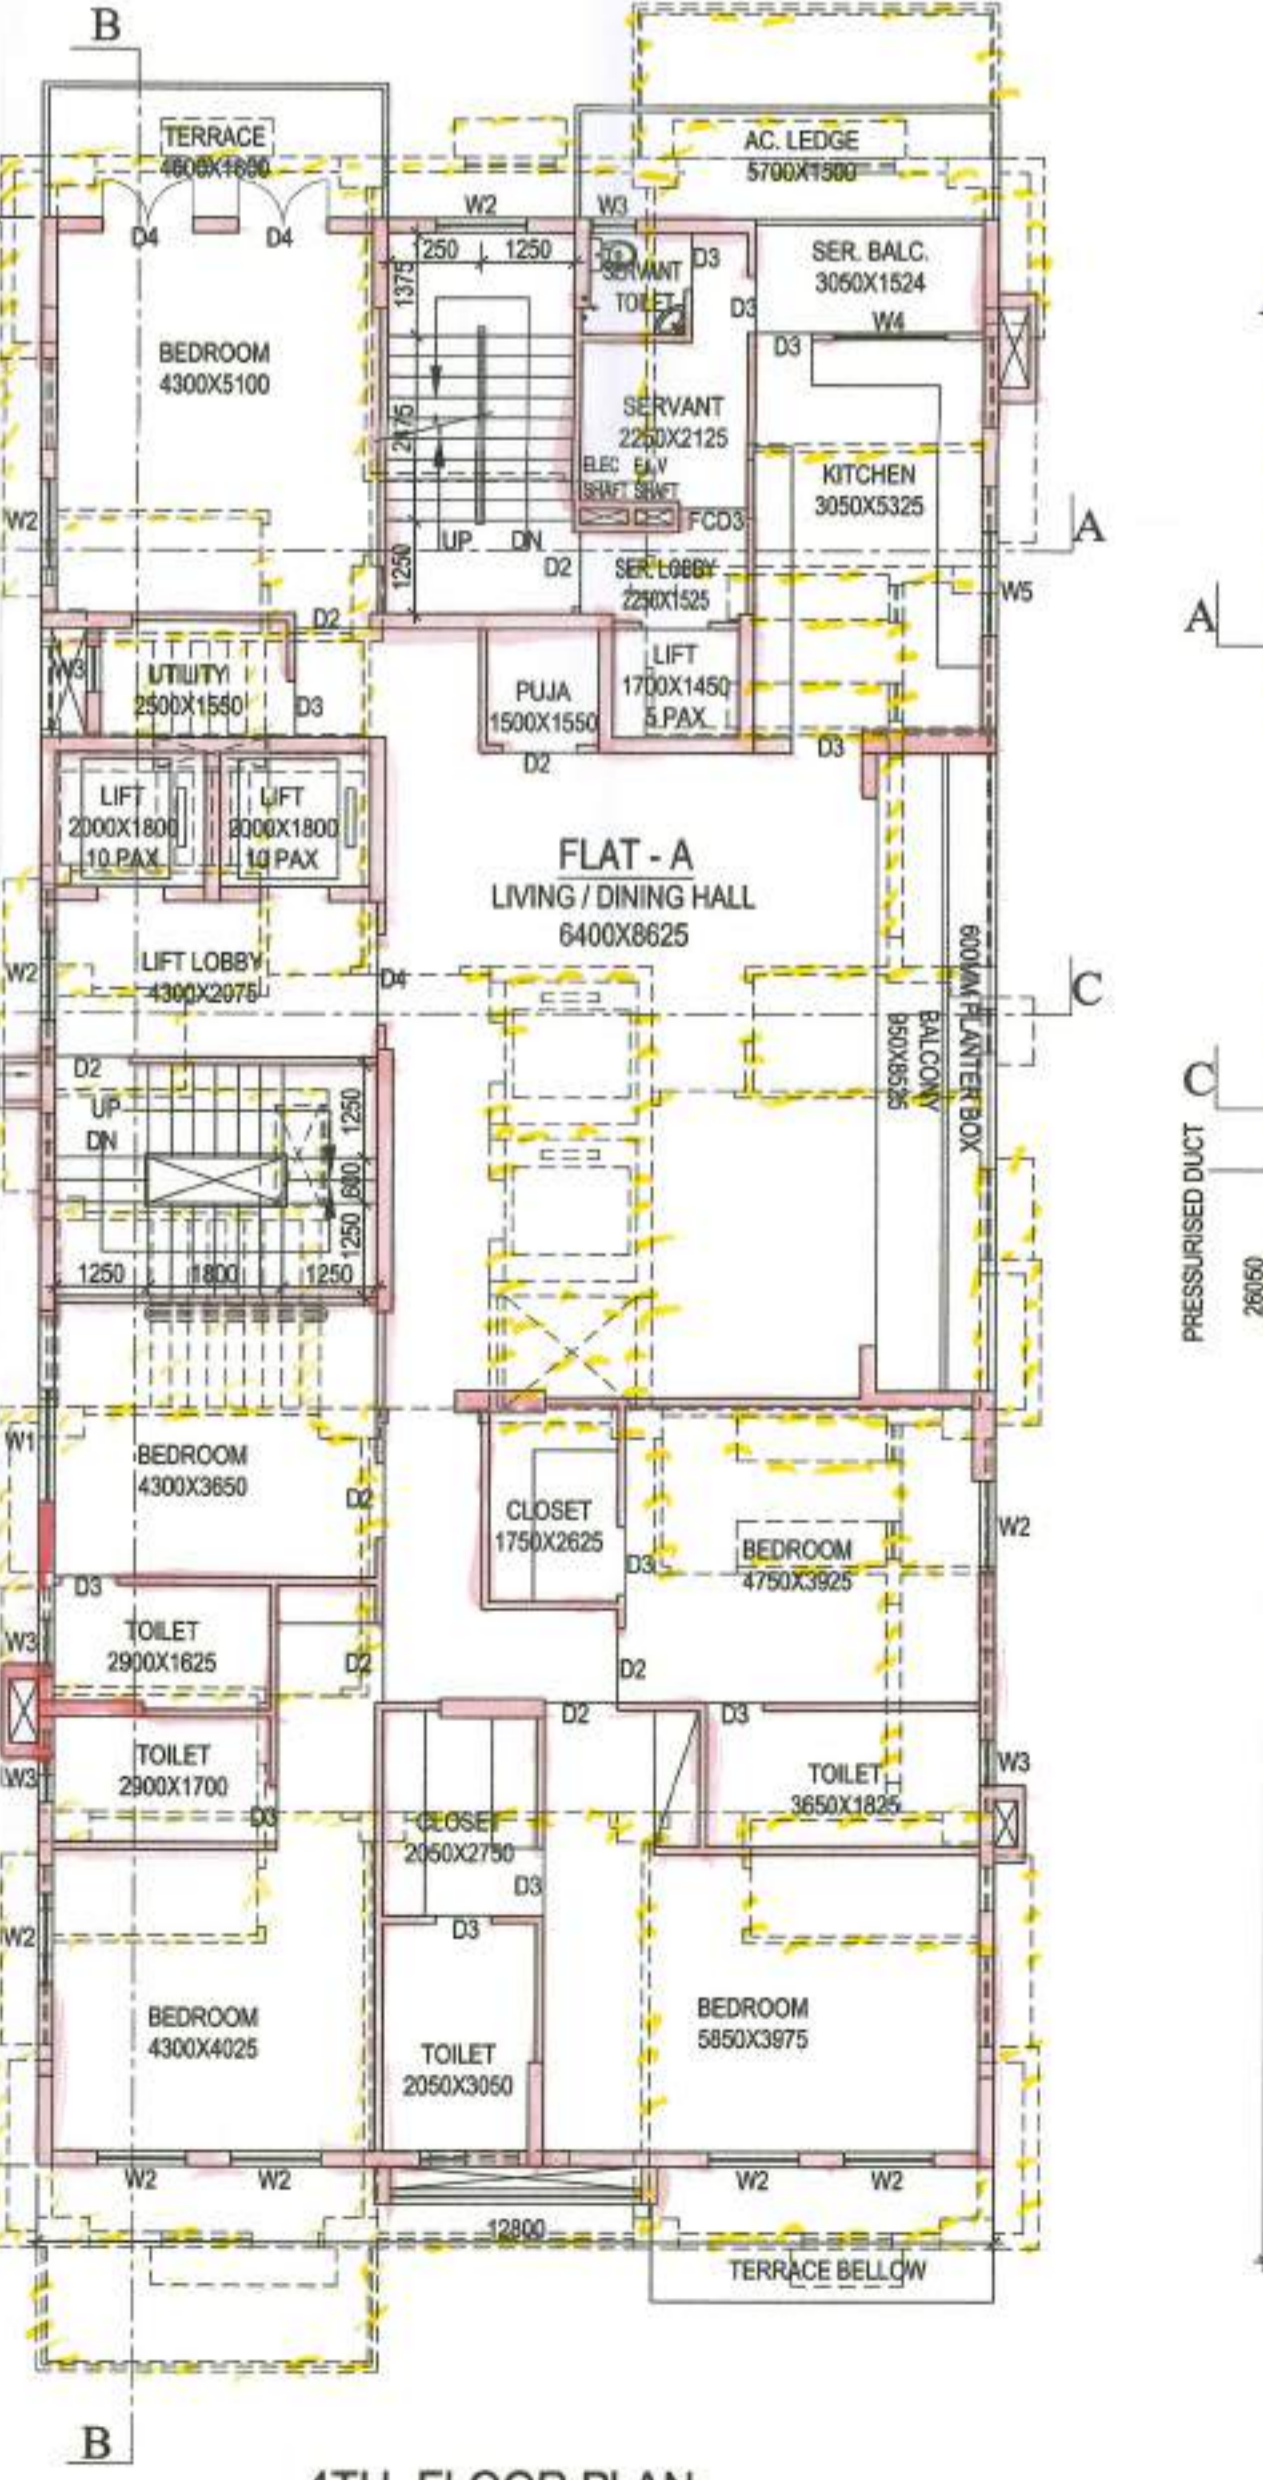 B
TERRACE
4600X1600
AC. LEDGE
5700X1500
W2
W3
D4
D4
1250
1250
SERVANT
TOILET
D3
SER. BALC.
3050X1524
1375
D3
W4
D3
BEDROOM
4300X5100
SERVANT
2250X2125
2475
ELEC
SHAFT
SHAFT
KITCHEN
3050X5325
W2
FCD3
A
UP
DN
D2
1250
SER. LOBBY
2250X1525
W5
A
D2
W3
UTILITY
2500X1550
D3
PUJA
1500X1550
LIFT
1700X1450
5 PAX
D2
D3
LIFT
2000X1800
10 PAX
LIFT
2000X1800
10 PAX
FLAT - A
LIVING / DINING HALL
6400X8625
W2
LIFT LOBBY
4300X2075
D4
600MM PLANTER BOX
BALCONY
950X8525
C
C
D2
UP
DN
1250
600
1250
1250
1800
1250
PRESSURISED DUCT
26050
W1
BEDROOM
4300X3650
D2
CLOSET
1750X2625
D3
BEDROOM
4750X3925
W2
D3
W3
TOILET
2900X1625
D2
D2
D2
D3
TOILET
2900X1700
W3
D3
TOILET
3650X1825
W3
CLOSET
2050X2750
D3
D3
W2
BEDROOM
4300X4025
TOILET
2050X3050
BEDROOM
5850X3975
W2
W2
W2
W2
12800
TERRACE BELLOW
B
4TH FLOOR PLAN